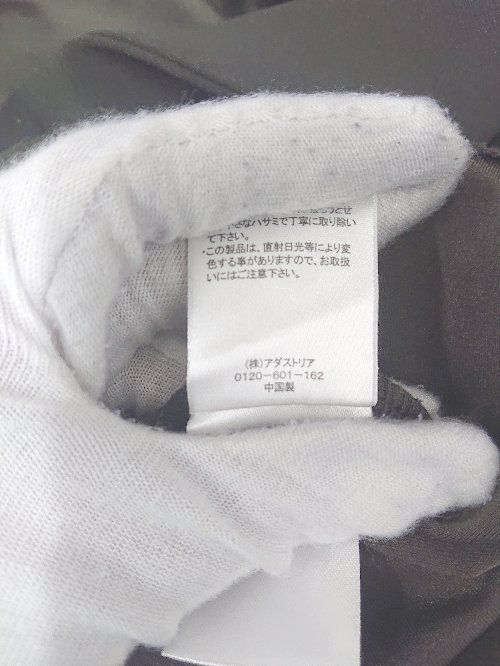 さなハサミで丁寧に取り除い
て下さい。
・この製品は、直射日光等により変
色する事がありますので、お取扱
いにはご注意下さい。
(株)アダストリア
0120-601-162
中国製